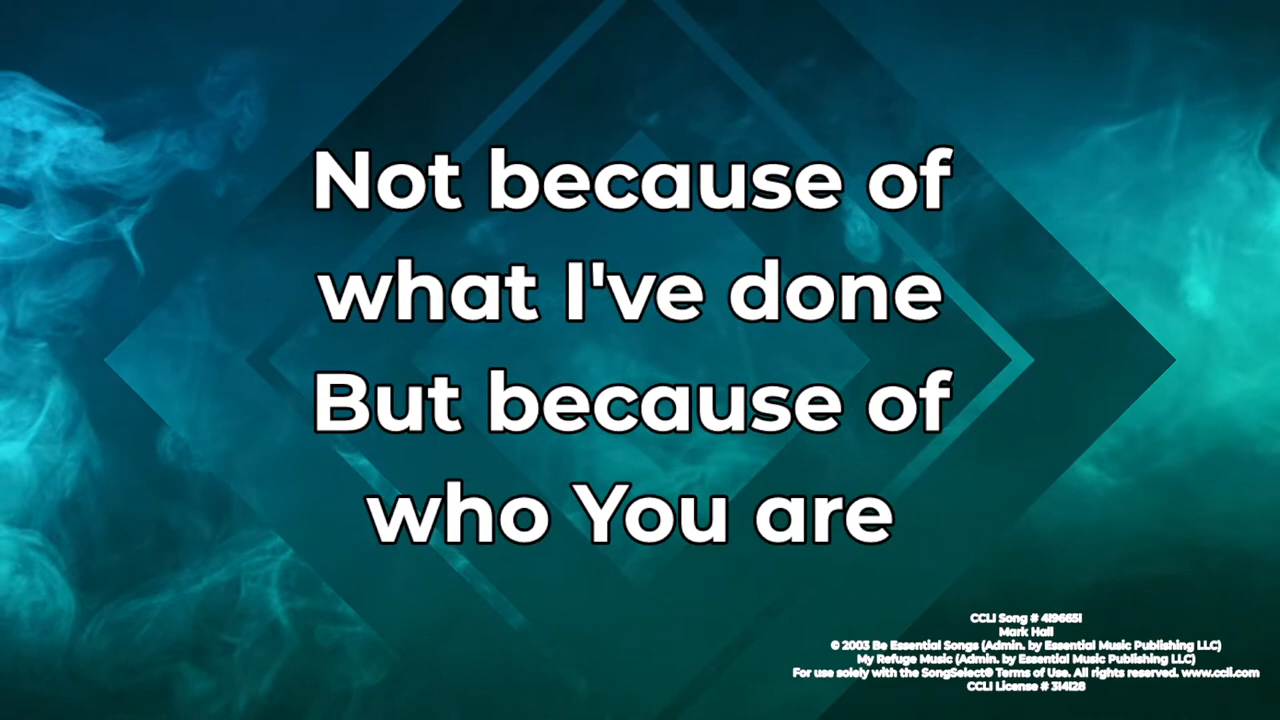 Not because of
what I've done
But because of
who You are
CCLI Song # 4196651
Mark Hall
© 2003 Be Essential Songs (Admin. by Essential Music Publishing LLC)
My Refuge Music (Admin. by Essential Music Publishing LLC)
For use solely with the SongSelect® Terms of Use. All rights reserved. www.ccli.com
CCLI License # 314128